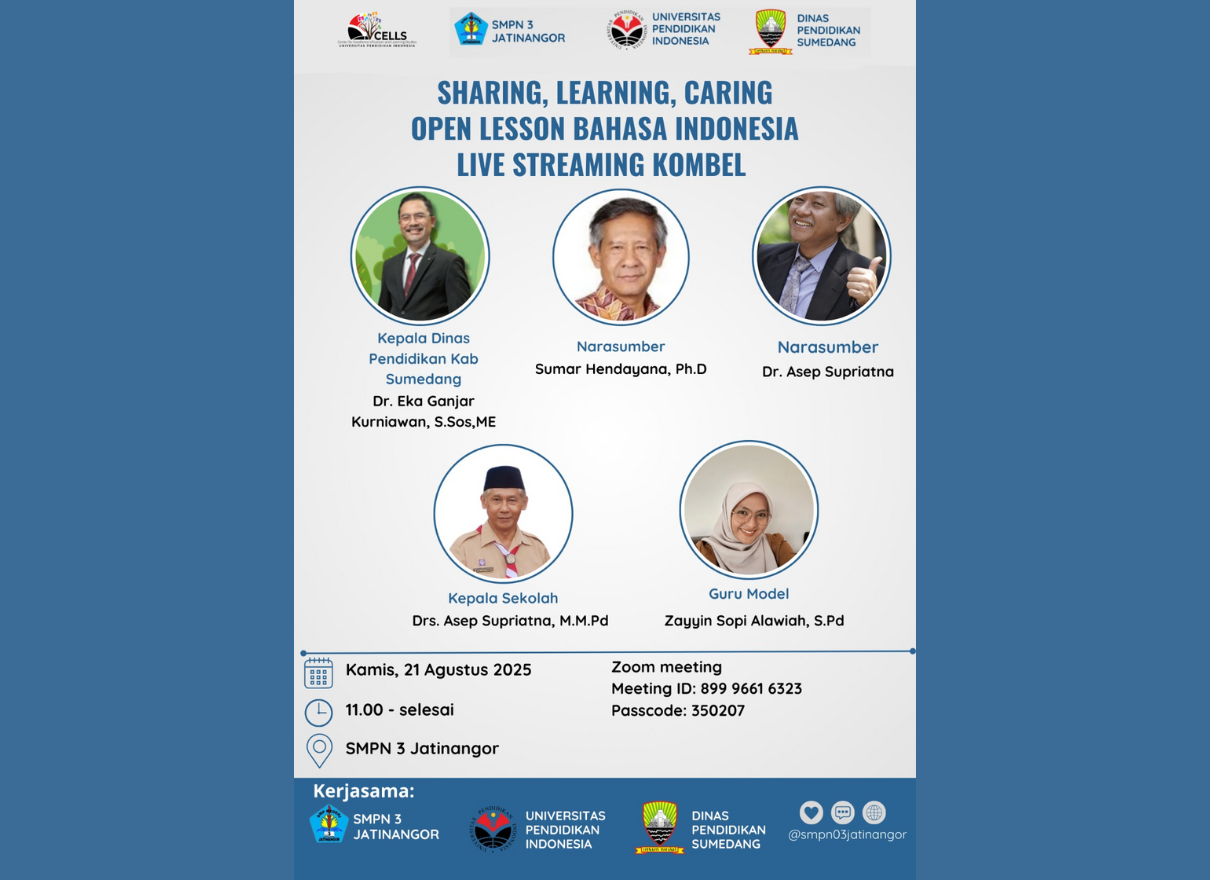 CELLS
UNIVERSITAS PENDIDIKAN INDONESIA
SMPN 3
JATINANGOR
UNIVERSITAS
PENDIDIKAN
INDONESIA
DINAS
PENDIDIKAN
SUMEDANG
SHARING, LEARNING, CARING
OPEN LESSON BAHASA INDONESIA
LIVE STREAMING KOMBEL
Kepala Dinas
Pendidikan Kab
Sumedang
Dr. Eka Ganjar
Kurniawan, S.Sos,ME
Narasumber
Sumar Hendayana, Ph.D
Narasumber
Dr. Asep Supriatna
Kepala Sekolah
Drs. Asep Supriatna, M.M.Pd
Guru Model
Zayyin Sopi Alawiah, S.Pd
Kamis, 21 Agustus 2025
11.00 - selesai
SMPN 3 Jatinangor
Zoom meeting
Meeting ID: 899 9661 6323
Passcode: 350207
Kerjasama:
SMPN 3
JATINANGOR
UNIVERSITAS
PENDIDIKAN
INDONESIA
DINAS
PENDIDIKAN
SUMEDANG
@smpn03jatinangor